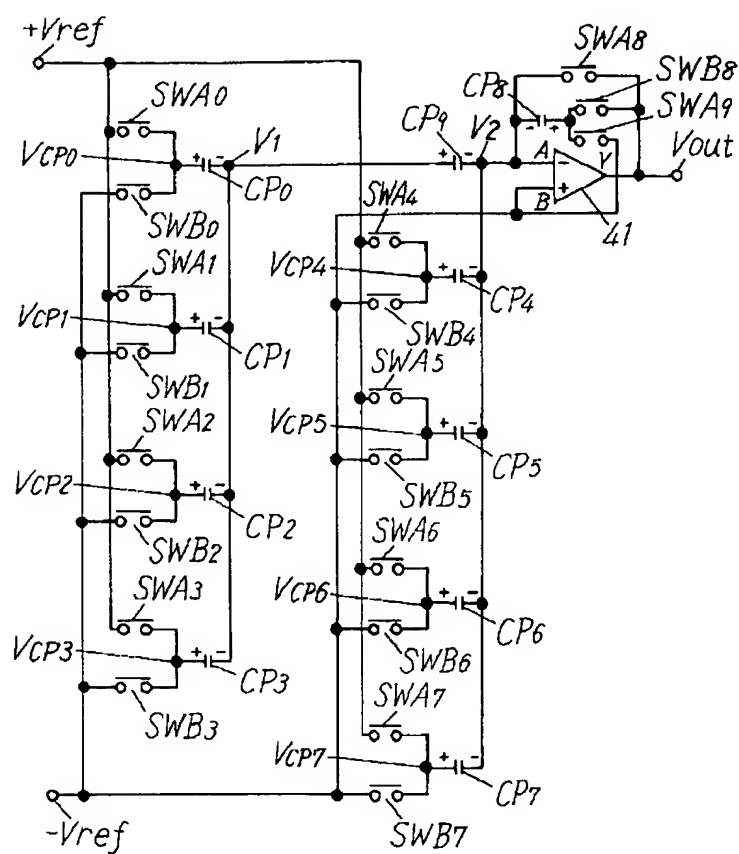 +Vref
SWA8
SWB8
SWA9
CP8
SWA0
CP9
V2
V1
VCP0
A
Y
Vout
−
+
CP0
B
41
SWB0
SWA4
SWA1
VCP4
CP4
VCP1
CP1
SWB4
SWA5
SWB1
SWA2
VCP5
CP5
VCP2
CP2
SWB5
SWB2
SWA6
SWA3
VCP6
CP6
VCP3
CP3
SWB6
SWA7
SWB3
VCP7
CP7
-Vref
SWB7